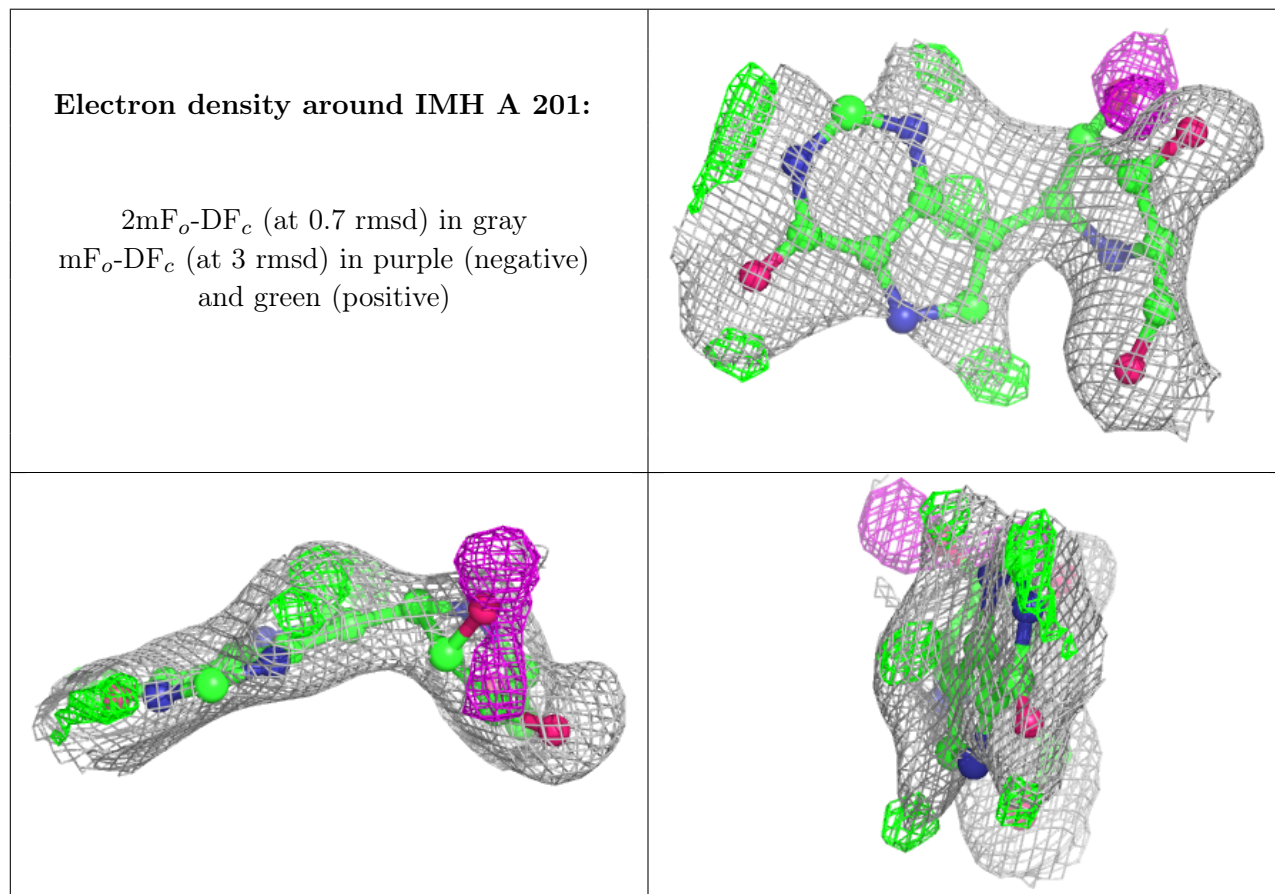 Electron density around IMH A 201:
2mFo-DFc (at 0.7 rmsd) in gray
mFo-DFc (at 3 rmsd) in purple (negative)
and green (positive)